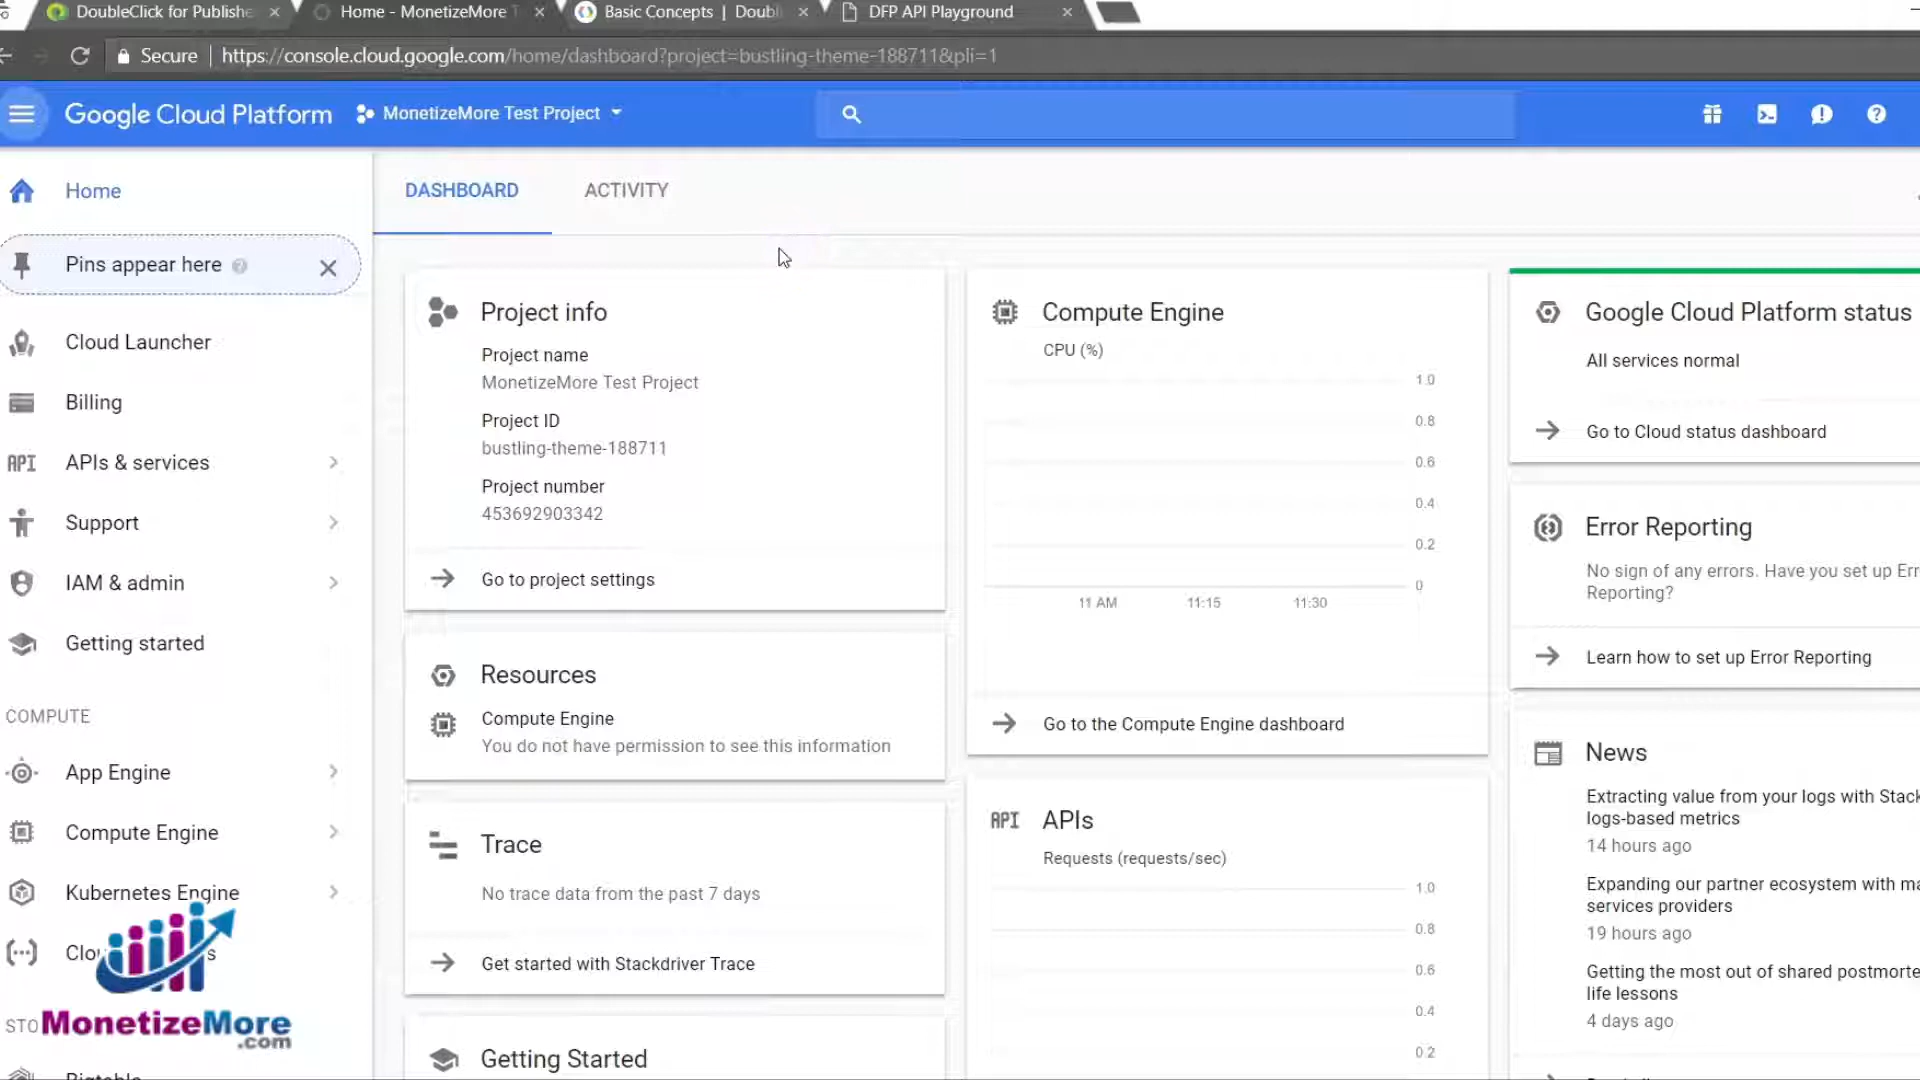 DoubleClick for Publishe
Home - MonetizeMore T
Basic Concepts | Doubl
DFP API Playground
Secure
https://console.cloud.google.com/home/dashboard?project=bustling-theme-188711&pli=1
Google Cloud Platform
MonetizeMore Test Project
Home
Pins appear here
Cloud Launcher
Billing
API
APIs & services
Support
IAM & admin
Getting started
COMPUTE
App Engine
Compute Engine
Kubernetes Engine
MonetizeMore
.com
DASHBOARD
ACTIVITY
Project info
Project name
MonetizeMore Test Project
Project ID
bustling-theme-188711
Project number
453692903342
Go to project settings
Resources
Compute Engine
You do not have permission to see this information
Trace
No trace data from the past 7 days
Get started with Stackdriver Trace
Getting Started
Compute Engine
CPU (%)
1.0
0.8
0.6
0.4
0.2
0
11 AM 11:15 11:30
Go to the Compute Engine dashboard
API
APIs
Requests (requests/sec)
1.0
0.8
0.6
0.4
0.2
Google Cloud Platform status
All services normal
Go to Cloud status dashboard
Error Reporting
No sign of any errors. Have you set up Err
Reporting?
Learn how to set up Error Reporting
News
Extracting value from your logs with Stack
logs-based metrics
14 hours ago
Expanding our partner ecosystem with ma
services providers
19 hours ago
Getting the most out of shared postmorte
life lessons
4 days ago